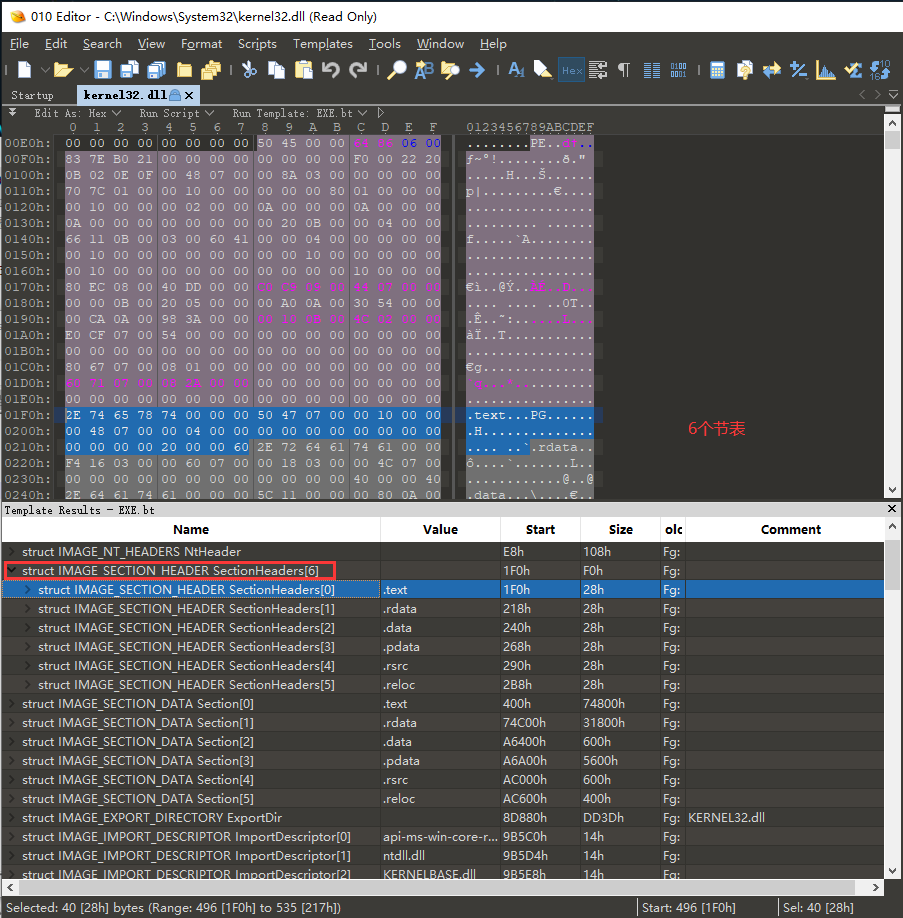 010 Editor - C:\Windows\System32\kernel32.dll (Read Only)
File Edit Search View Format Scripts Templates Tools Window Help
Startup kernel32.dll
Edit As: Hex Run Script Run Template: EXE.bt
0 1 2 3 4 5 6 7 8 9 A B C D E F 0123456789ABCDEF
00E0h: 00 00 00 00 00 00 00 00 50 45 00 00 64 86 06 00 ........PE..d†..
00F0h: 83 7E B0 21 00 00 00 00 00 00 00 00 F0 00 22 20 ƒ~°!........ð."
0100h: 0B 02 0E 0F 00 48 07 00 00 8A 03 00 00 00 00 00 .....H...Š......
0110h: 70 7C 01 00 00 10 00 00 00 00 00 80 01 00 00 00 p|.........€....
0120h: 00 10 00 00 00 02 00 00 0A 00 00 00 0A 00 00 00 ................
0130h: 0A 00 00 00 00 00 00 00 00 20 0B 00 00 04 00 00 ......... ......
0140h: 66 11 0B 00 03 00 60 41 00 00 04 00 00 00 00 00 f.....`A........
0150h: 00 10 00 00 00 00 00 00 00 00 10 00 00 00 00 00 ................
0160h: 00 10 00 00 00 00 00 00 00 00 00 00 10 00 00 00 ................
0170h: 80 EC 08 00 40 DD 00 00 09 00 07 00 00 €ì..@Ý..
0180h: 00 00 0B 00 20 05 00 00 00 A0 0A 00 30 54 00 00 .... .... ..0T..
0190h: 00 CA 0A 00 98 3A 00 00 00 10 0B 00 02 00 00 .Ê..˜:.......L..
01A0h: E0 CF 07 00 54 00 00 00 00 00 00 00 00 00 00 00 àÏ..T...........
01B0h: 00 00 00 00 00 00 00 00 00 00 00 00 00 00 00 00 ................
01C0h: 80 67 07 00 08 01 00 00 00 00 00 00 00 00 00 00 €g..............
01D0h: 71 07 00 00 00 00 00 00 00 00 00 00 00 00
01E0h: 00 00 00 00 00 00 00 00 00 00 00 00 00 00 00 00 ................
01F0h: 2E 74 65 78 74 00 00 00 50 47 07 00 00 10 00 00 .text...PG......
0200h: 00 48 07 00 00 04 00 00 00 00 00 00 00 00 00 00 .H..............
0210h: 00 00 00 00 20 00 00 60 2E 72 64 61 74 61 00 00 .... ..`.rdata..
0220h: F4 16 03 00 00 60 07 00 00 18 03 00 00 4C 07 00 ô....`.......L..
0230h: 00 00 00 00 00 00 00 00 00 00 00 00 40 00 00 40 ............@..@
0240h: 2E 64 61 74 61 00 00 00 5C 11 00 00 00 80 0A 00 .data...\....€..
6个节表
Template Results - EXE.bt
Name Value Start Size olc Comment
struct IMAGE_NT_HEADERS NtHeader E8h 108h Fg:
struct IMAGE_SECTION_HEADER SectionHeaders[6] 1F0h F0h Fg:
struct IMAGE_SECTION_HEADER SectionHeaders[0] .text 1F0h 28h Fg:
struct IMAGE_SECTION_HEADER SectionHeaders[1] .rdata 218h 28h Fg:
struct IMAGE_SECTION_HEADER SectionHeaders[2] .data 240h 28h Fg:
struct IMAGE_SECTION_HEADER SectionHeaders[3] .pdata 268h 28h Fg:
struct IMAGE_SECTION_HEADER SectionHeaders[4] .rsrc 290h 28h Fg:
struct IMAGE_SECTION_HEADER SectionHeaders[5] .reloc 2B8h 28h Fg:
struct IMAGE_SECTION_DATA Section[0] .text 400h 74800h Fg:
struct IMAGE_SECTION_DATA Section[1] .rdata 74C00h 31800h Fg:
struct IMAGE_SECTION_DATA Section[2] .data A6400h 600h Fg:
struct IMAGE_SECTION_DATA Section[3] .pdata A6A00h 5600h Fg:
struct IMAGE_SECTION_DATA Section[4] .rsrc AC000h 600h Fg:
struct IMAGE_SECTION_DATA Section[5] .reloc AC600h 400h Fg:
struct IMAGE_EXPORT_DIRECTORY ExportDir 8D880h DD3Dh Fg: KERNEL32.dll
struct IMAGE_IMPORT_DESCRIPTOR ImportDescriptor[0] api-ms-win-core-r... 9B5C0h 14h Fg:
struct IMAGE_IMPORT_DESCRIPTOR ImportDescriptor[1] ntdll.dll 9B5D4h 14h Fg:
struct IMAGE_IMPORT_DESCRIPTOR ImportDescriptor[2] KERNELBASE.dll 9B5E8h 14h Fg:
Selected: 40 [28h] bytes (Range: 496 [1F0h] to 535 [217h]) Start: 496 [1F0h] Sel: 40 [28h]